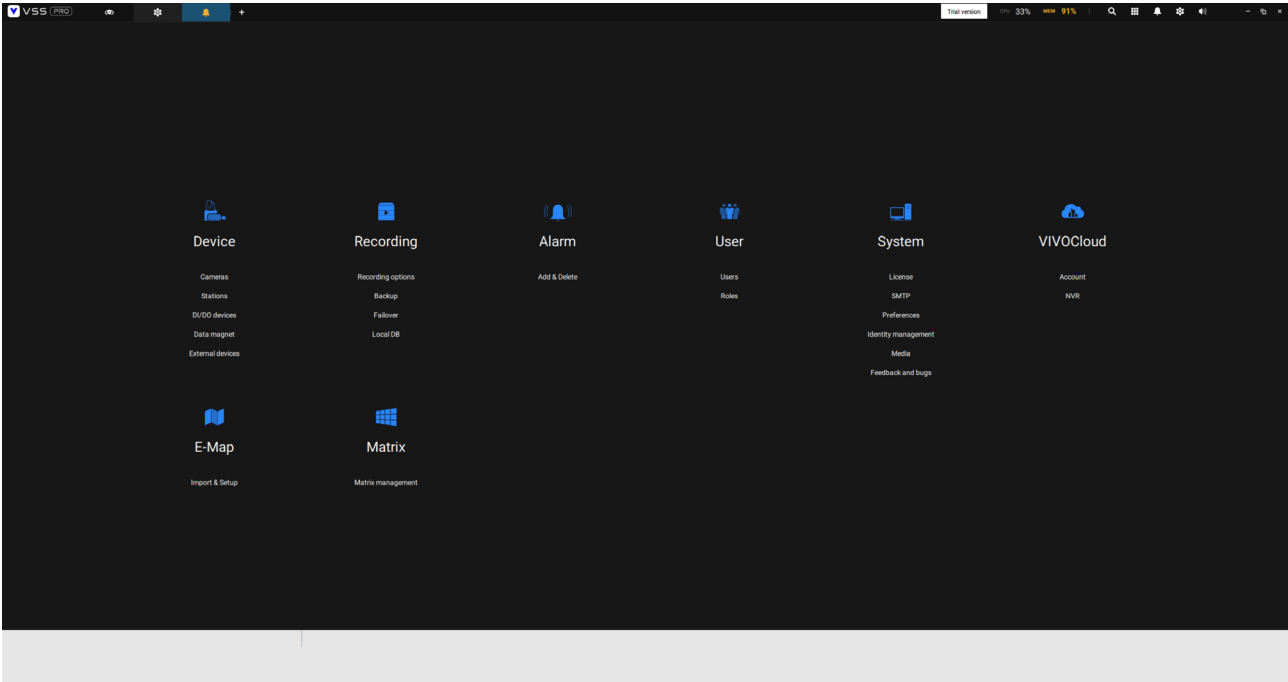 VSS PRO
Trial version
CPU 33%
MEM 91%
Device
Cameras
Stations
DI/DO devices
Data magnet
External devices
Recording
Recording options
Backup
Failover
Local DB
Alarm
Add & Delete
User
Users
Roles
System
License
SMTP
Preferences
Identity management
Media
Feedback and bugs
VIVOCloud
Account
NVR
E-Map
Import & Setup
Matrix
Matrix management